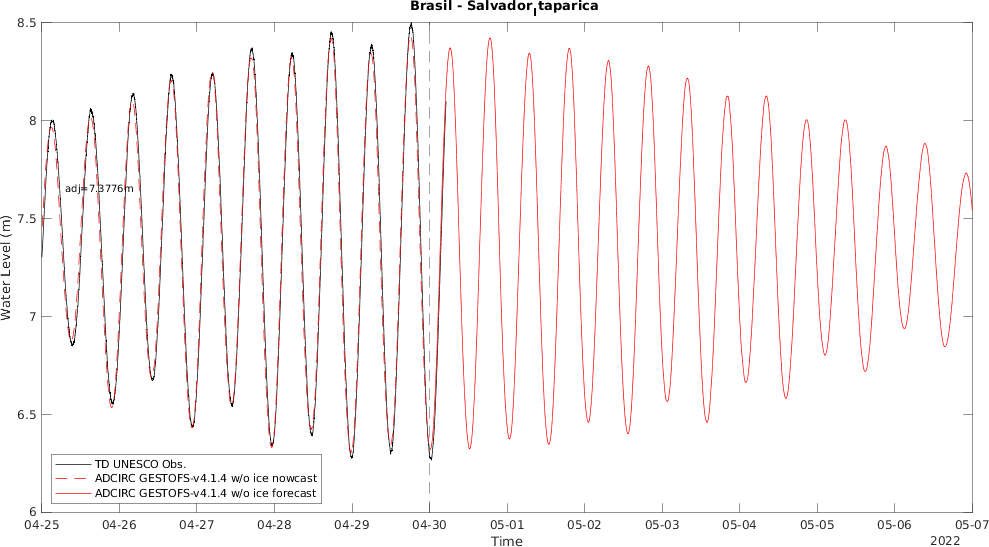 Brasil - Salvador_Itaparica
8.5
8
7.5
7
6.5
6
Water Level (m)
adj=7.3776m
TD UNESCO Obs.
ADCIRC GESTOFS-v4.1.4 w/o ice nowcast
ADCIRC GESTOFS-v4.1.4 w/o ice forecast
04-25 04-26 04-27 04-28 04-29 04-30 05-01 05-02 05-03 05-04 05-05 05-06 05-07
Time
2022